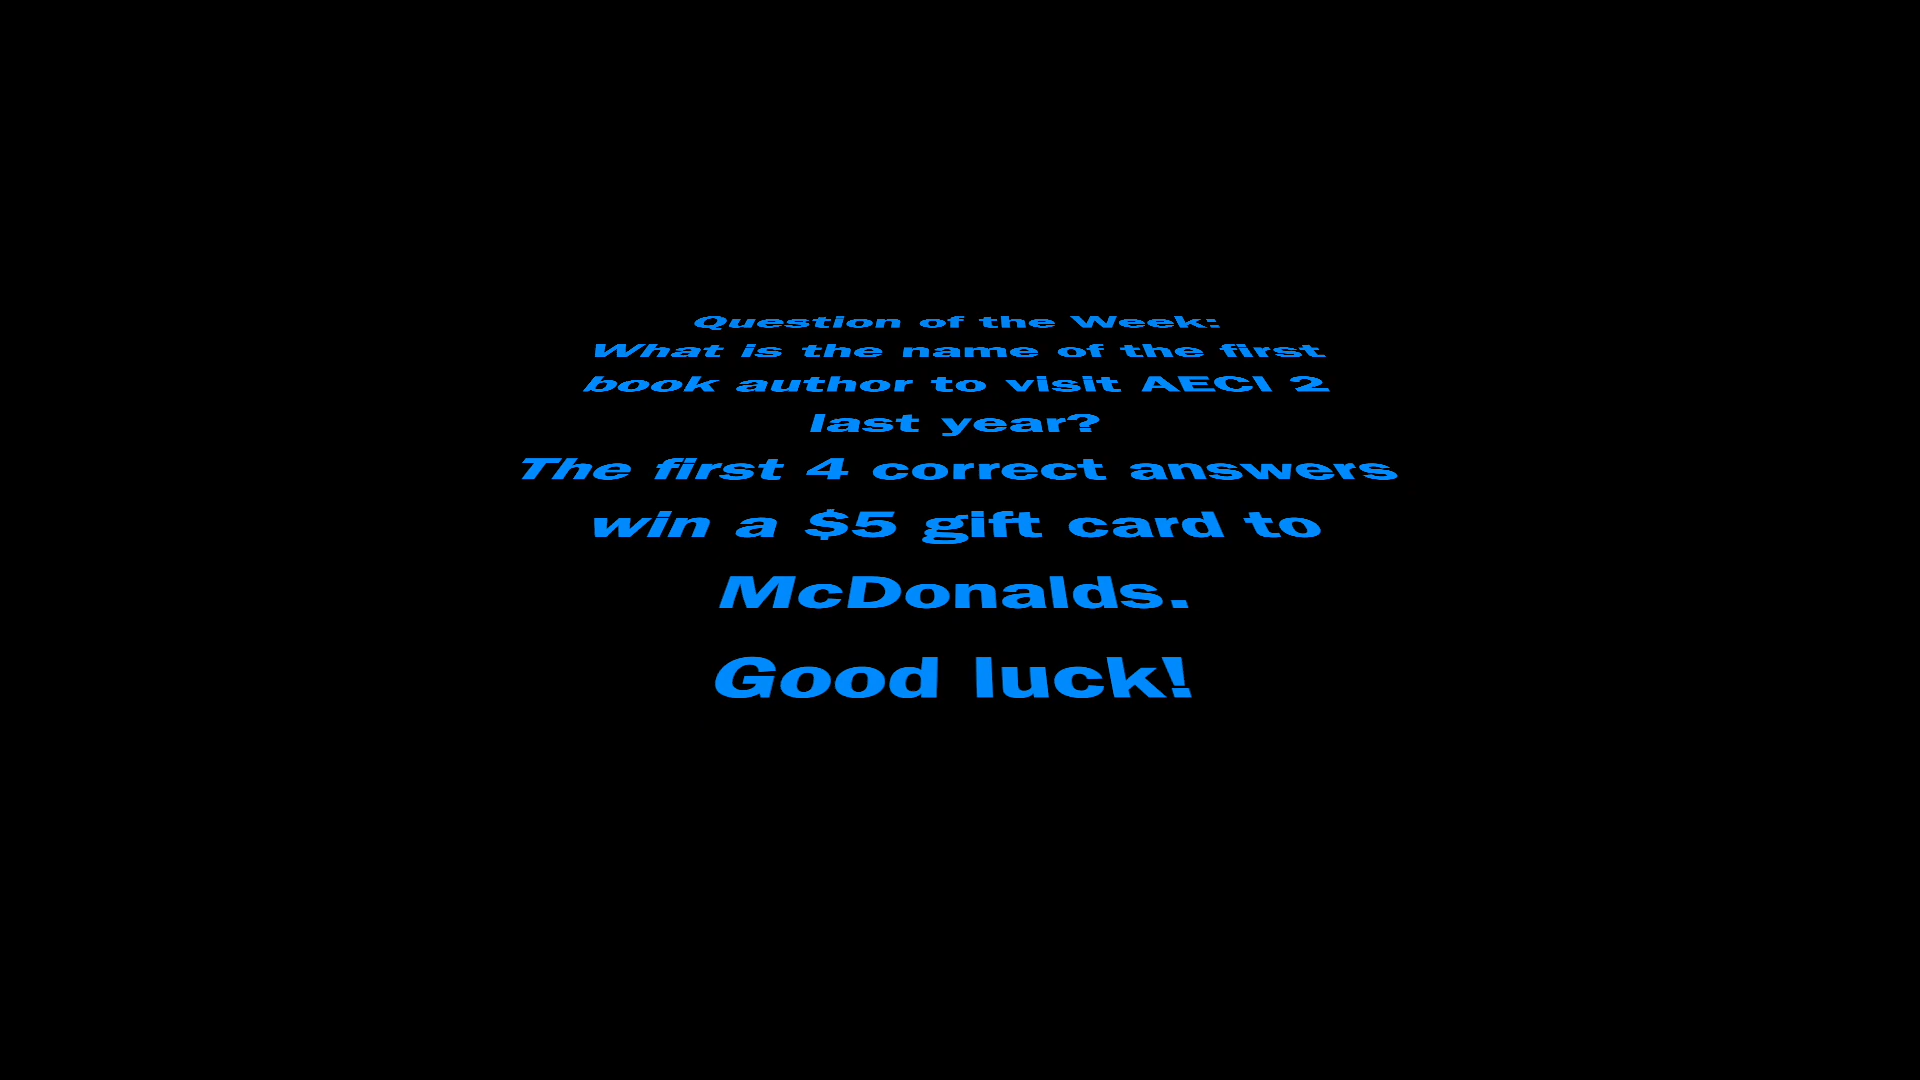 Question of the Week:
What is the name of the first
book author to visit AECI 2
last year?
The first 4 correct answers
win a $5 gift card to
McDonalds.
Good luck!